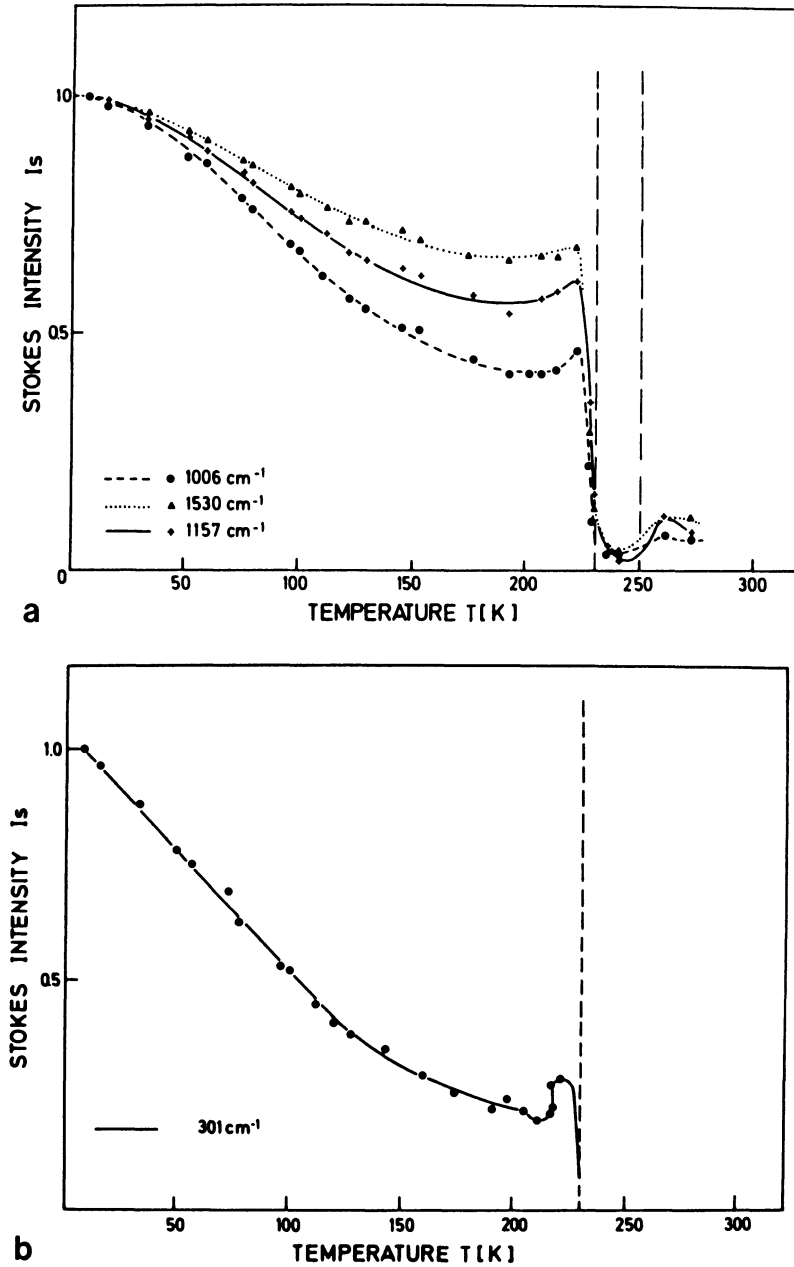 STOKES INTENSITY Is
10
0.5
0
1006 cm-1
1530 cm-1
1157 cm-1
50 100 150 200 250 300
TEMPERATURE T[K]
a
STOKES INTENSITY Is
1.0
0.5
0
301 cm-1
50 100 150 200 250 300
TEMPERATURE T[K]
b